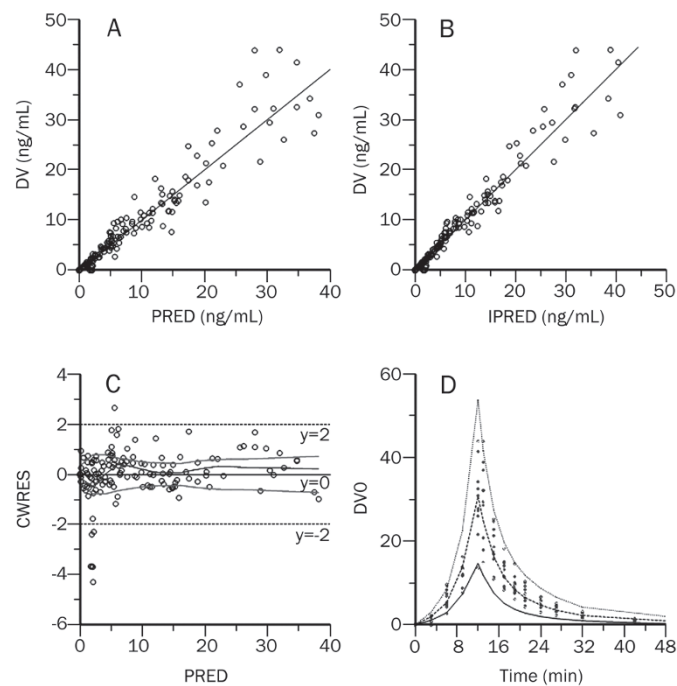 A
50
40
30
20
10
0
DV (ng/mL)
0 10 20 30 40
PRED (ng/mL)
B
50
40
30
20
10
0
DV (ng/mL)
0 10 20 30 40 50
IPRED (ng/mL)
C
4
2
0
-2
-4
-6
CWRES
y=2
y=0
y=-2
0 10 20 30 40
PRED
D
60
40
20
0
DV0
0 8 16 24 32 40 48
Time (min)